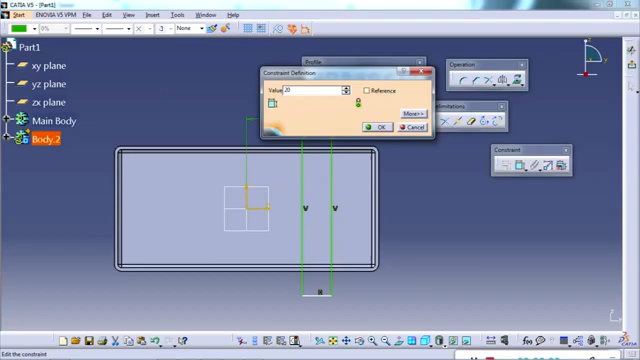 CATIA V5 - [Part1]
Start ENOVIA V5 VPM File Edit View Insert Tools Window Help
Part1
xy plane
yz plane
zx plane
Main Body
Body.2
Profile
Constraint Definition
Value 20
Reference
More>>
OK Cancel
Operation
Constraint
V V
H
Edit the constraint
CATIA